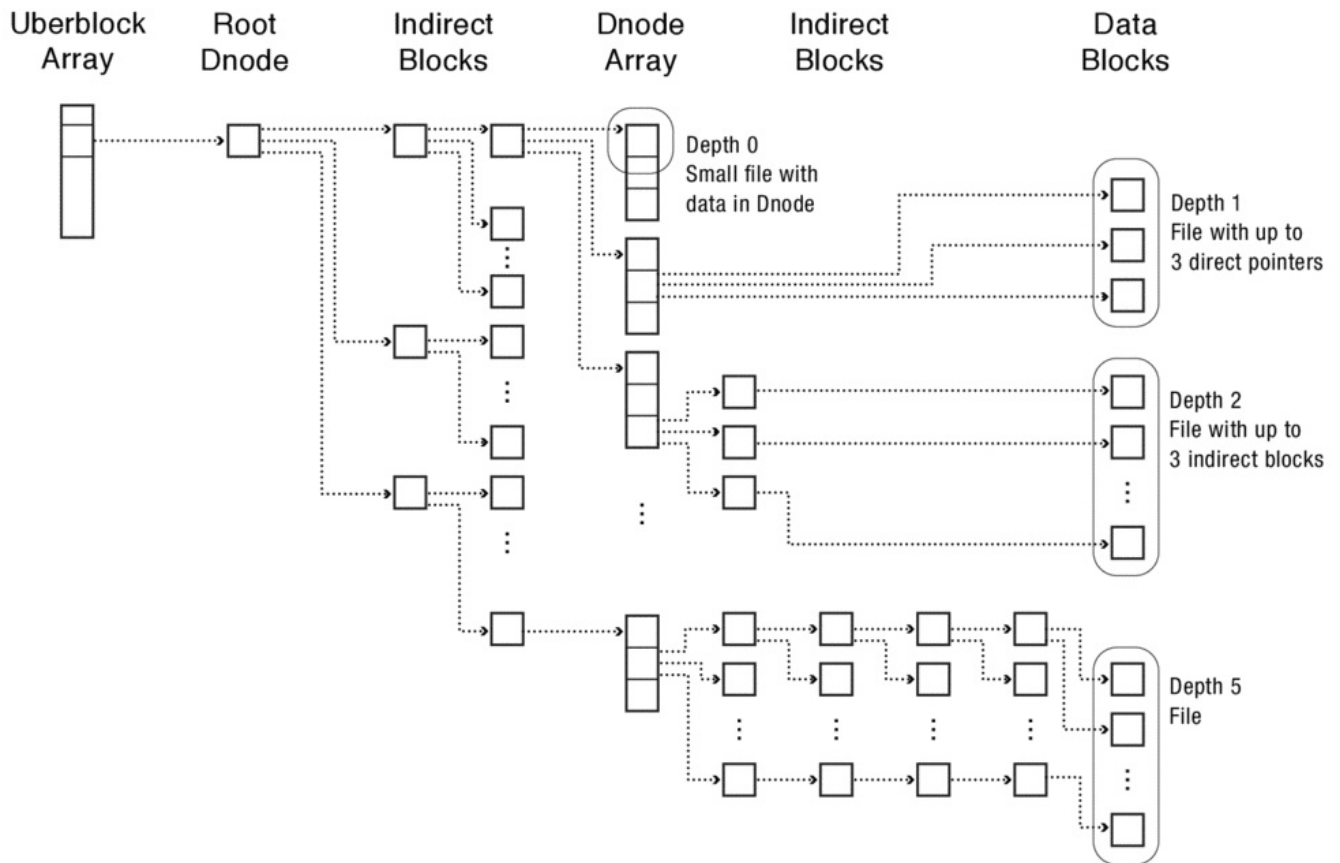 Uberblock
Array
Root
Dnode
Indirect
Blocks
Dnode
Array
Indirect
Blocks
Data
Blocks
Depth 0
Small file with
data in Dnode
Depth 1
File with up to
3 direct pointers
Depth 2
File with up to
3 indirect blocks
Depth 5
File